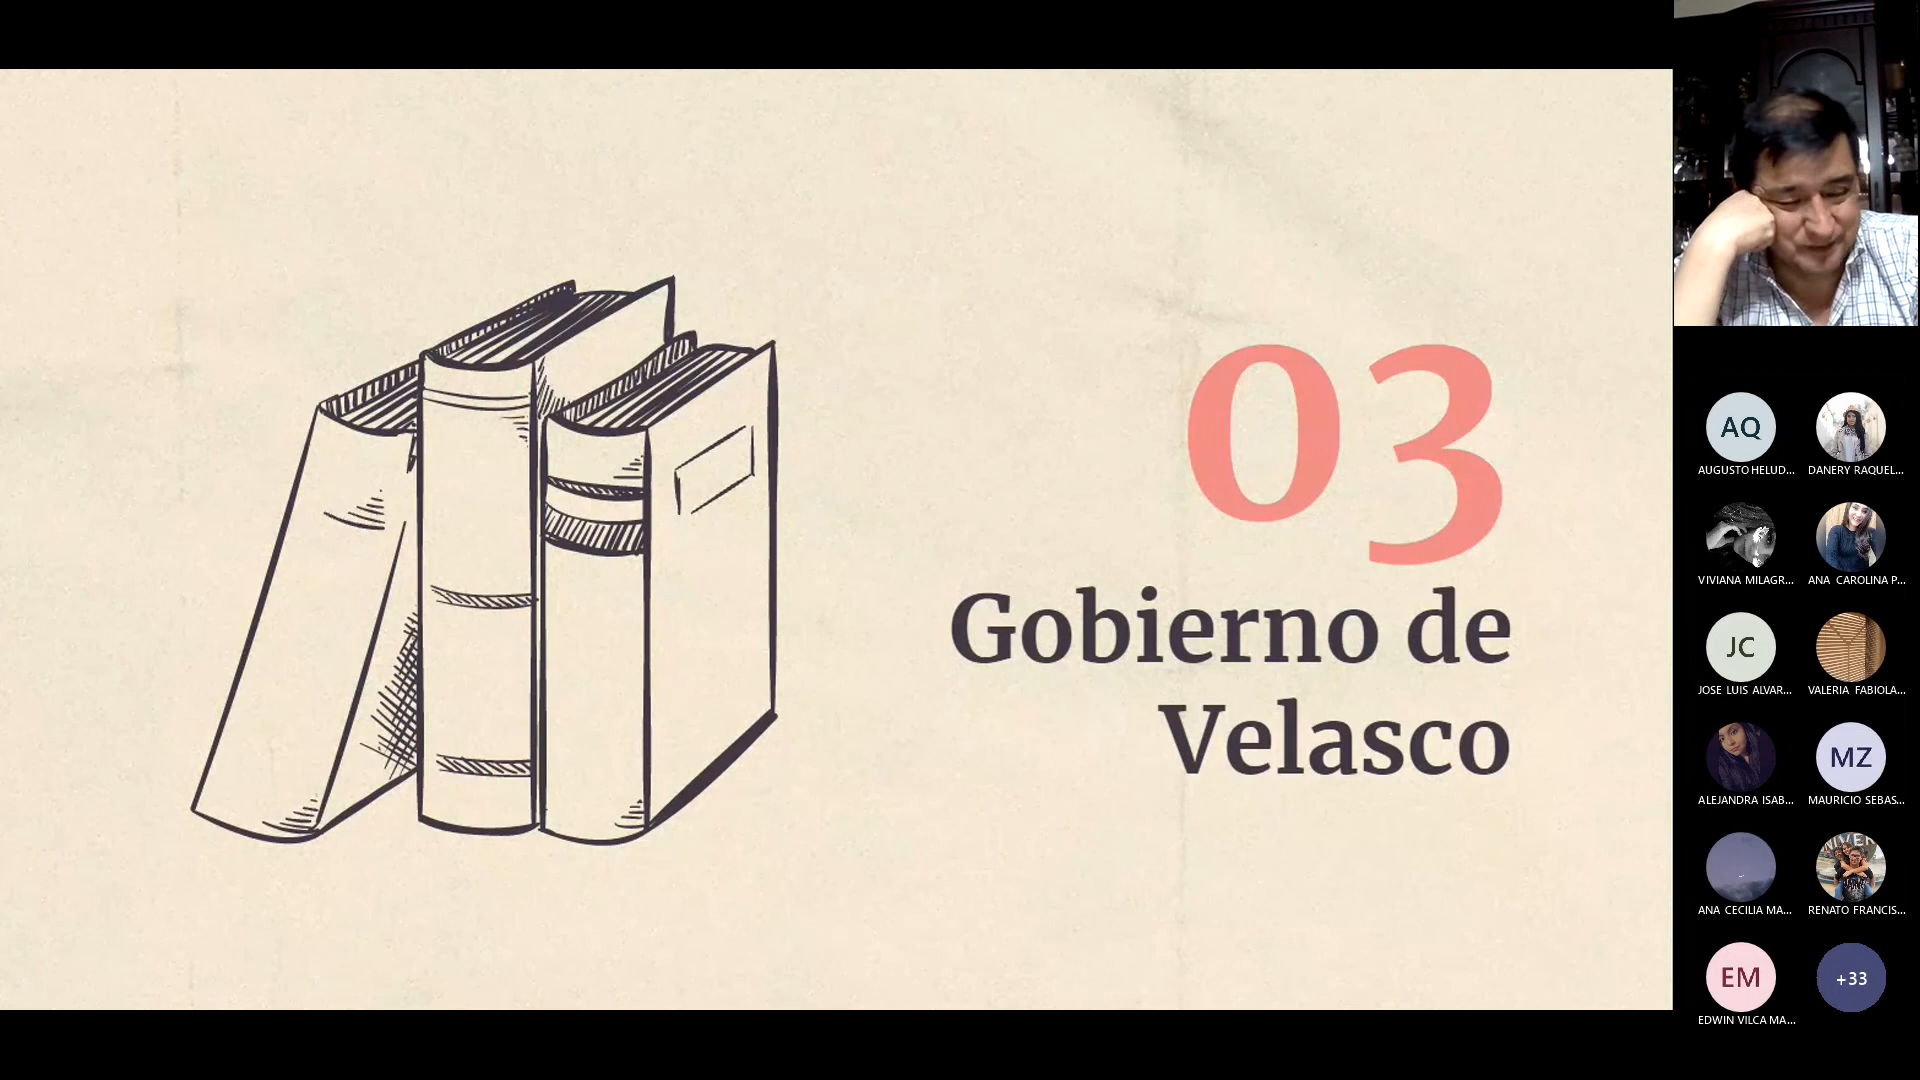 03
Gobierno de
Velasco
AQ
AUGUSTO HELUD...
DANERY RAQUEL...
VIVIANA MILAGR...
ANA CAROLINA P...
JC
JOSE LUIS ALVAR...
VALERIA FABIOLA...
ALEJANDRA ISAB...
MZ
MAURICIO SEBAS...
ANA CECILIA MA...
RENATO FRANCIS...
EM
EDWIN VILCA MA...
+33